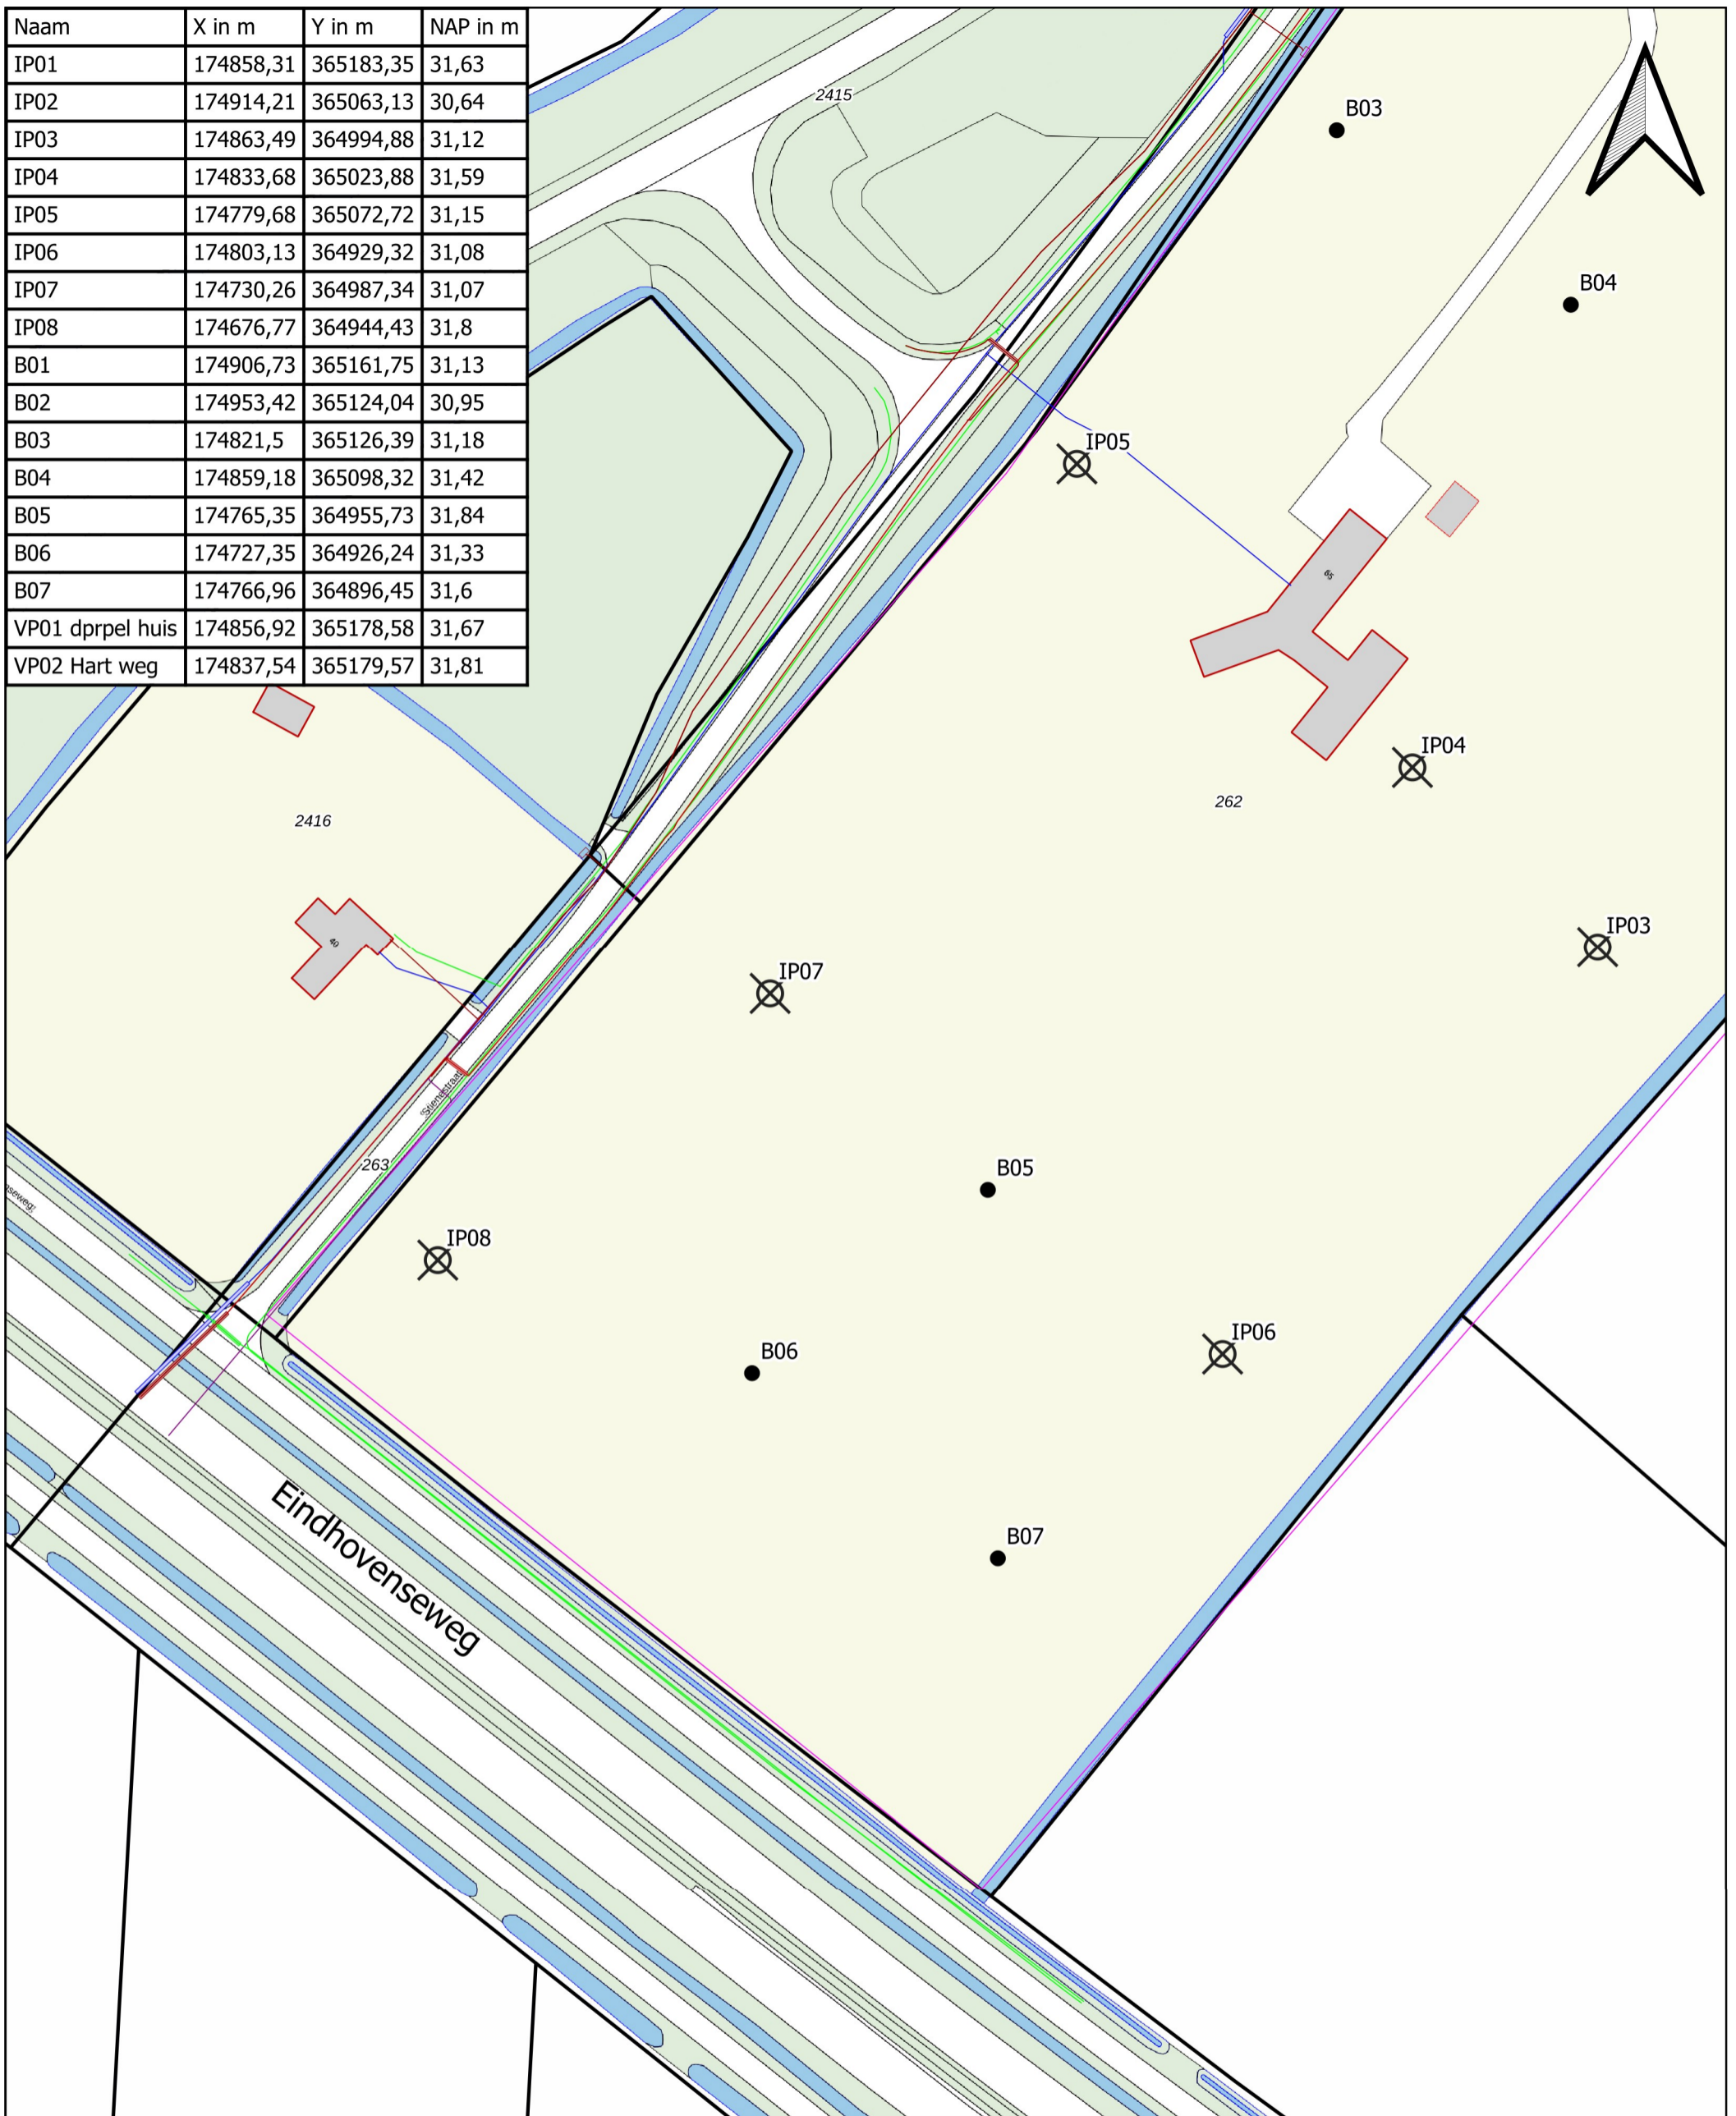 Naam X in m Y in m NAP in m
IP01 174858,31 365183,35 31,63
IP02 174914,21 365063,13 30,64
IP03 174863,49 364994,88 31,12
IP04 174833,68 365023,88 31,59
IP05 174779,68 365072,72 31,15
IP06 174803,13 364929,32 31,08
IP07 174730,26 364987,34 31,07
IP08 174676,77 364944,43 31,8
B01 174906,73 365161,75 31,13
B02 174953,42 365124,04 30,95
B03 174821,5 365126,39 31,18
B04 174859,18 365098,32 31,42
B05 174765,35 364955,73 31,84
B06 174727,35 364926,24 31,33
B07 174766,96 364896,45 31,6
VP01 dprpel huis 174856,92 365178,58 31,67
VP02 Hart weg 174837,54 365179,57 31,81
2415
B03
B04
IP05
65
IP04
262
2416
40
IP03
IP07
263
B05
IP08
IP06
B06
B07
Eindhovenseweg